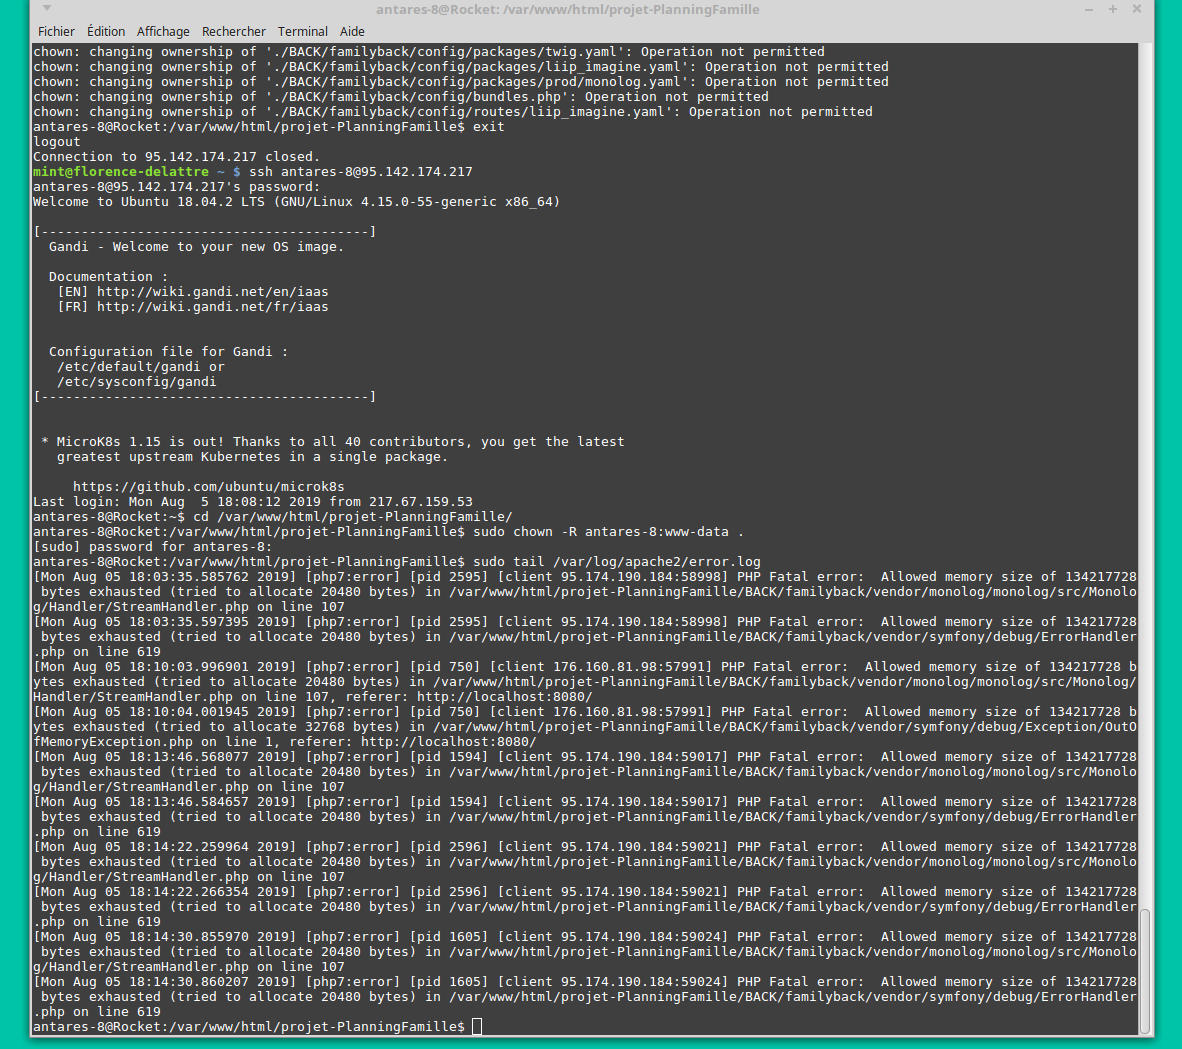 antares-8@Rocket: /var/www/html/projet-PlanningFamille
Fichier Édition Affichage Rechercher Terminal Aide
chown: changing ownership of './BACK/familyback/config/packages/twig.yaml': Operation not permitted
chown: changing ownership of './BACK/familyback/config/packages/liip_imagine.yaml': Operation not permitted
chown: changing ownership of './BACK/familyback/config/packages/prod/monolog.yaml': Operation not permitted
chown: changing ownership of './BACK/familyback/config/bundles.php': Operation not permitted
chown: changing ownership of './BACK/familyback/config/routes/liip_imagine.yaml': Operation not permitted
antares-8@Rocket:/var/www/html/projet-PlanningFamille$ exit
logout
Connection to 95.142.174.217 closed.
mint@florence-delattre ~ $ ssh antares-8@95.142.174.217
antares-8@95.142.174.217's password:
Welcome to Ubuntu 18.04.2 LTS (GNU/Linux 4.15.0-55-generic x86_64)
[-----------------------------------------]
Gandi - Welcome to your new OS image.
Documentation :
[EN] http://wiki.gandi.net/en/iaas
[FR] http://wiki.gandi.net/fr/iaas
Configuration file for Gandi :
/etc/default/gandi or
/etc/sysconfig/gandi
[-----------------------------------------]
* MicroK8s 1.15 is out! Thanks to all 40 contributors, you get the latest
greatest upstream Kubernetes in a single package.
https://github.com/ubuntu/microk8s
Last login: Mon Aug  5 18:08:12 2019 from 217.67.159.53
antares-8@Rocket:~$ cd /var/www/html/projet-PlanningFamille/
antares-8@Rocket:/var/www/html/projet-PlanningFamille$ sudo chown -R antares-8:www-data .
[sudo] password for antares-8:
antares-8@Rocket:/var/www/html/projet-PlanningFamille$ sudo tail /var/log/apache2/error.log
[Mon Aug 05 18:03:35.585762 2019] [php7:error] [pid 2595] [client 95.174.190.184:58998] PHP Fatal error:  Allowed memory size of 134217728
bytes exhausted (tried to allocate 20480 bytes) in /var/www/html/projet-PlanningFamille/BACK/familyback/vendor/monolog/monolog/src/Monolo
g/Handler/StreamHandler.php on line 107
[Mon Aug 05 18:03:35.597395 2019] [php7:error] [pid 2595] [client 95.174.190.184:58998] PHP Fatal error:  Allowed memory size of 134217728
bytes exhausted (tried to allocate 20480 bytes) in /var/www/html/projet-PlanningFamille/BACK/familyback/vendor/symfony/debug/ErrorHandler
.php on line 619
[Mon Aug 05 18:10:03.996901 2019] [php7:error] [pid 750] [client 176.160.81.98:57991] PHP Fatal error:  Allowed memory size of 134217728 b
ytes exhausted (tried to allocate 20480 bytes) in /var/www/html/projet-PlanningFamille/BACK/familyback/vendor/monolog/monolog/src/Monolog/
Handler/StreamHandler.php on line 107, referer: http://localhost:8080/
[Mon Aug 05 18:10:04.001945 2019] [php7:error] [pid 750] [client 176.160.81.98:57991] PHP Fatal error:  Allowed memory size of 134217728 b
ytes exhausted (tried to allocate 32768 bytes) in /var/www/html/projet-PlanningFamille/BACK/familyback/vendor/symfony/debug/Exception/OutO
fMemoryException.php on line 1, referer: http://localhost:8080/
[Mon Aug 05 18:13:46.568077 2019] [php7:error] [pid 1594] [client 95.174.190.184:59017] PHP Fatal error:  Allowed memory size of 134217728
bytes exhausted (tried to allocate 20480 bytes) in /var/www/html/projet-PlanningFamille/BACK/familyback/vendor/monolog/monolog/src/Monolo
g/Handler/StreamHandler.php on line 107
[Mon Aug 05 18:13:46.584657 2019] [php7:error] [pid 1594] [client 95.174.190.184:59017] PHP Fatal error:  Allowed memory size of 134217728
bytes exhausted (tried to allocate 20480 bytes) in /var/www/html/projet-PlanningFamille/BACK/familyback/vendor/symfony/debug/ErrorHandler
.php on line 619
[Mon Aug 05 18:14:22.259964 2019] [php7:error] [pid 2596] [client 95.174.190.184:59021] PHP Fatal error:  Allowed memory size of 134217728
bytes exhausted (tried to allocate 20480 bytes) in /var/www/html/projet-PlanningFamille/BACK/familyback/vendor/monolog/monolog/src/Monolo
g/Handler/StreamHandler.php on line 107
[Mon Aug 05 18:14:22.266354 2019] [php7:error] [pid 2596] [client 95.174.190.184:59021] PHP Fatal error:  Allowed memory size of 134217728
bytes exhausted (tried to allocate 20480 bytes) in /var/www/html/projet-PlanningFamille/BACK/familyback/vendor/symfony/debug/ErrorHandler
.php on line 619
[Mon Aug 05 18:14:30.855970 2019] [php7:error] [pid 1605] [client 95.174.190.184:59024] PHP Fatal error:  Allowed memory size of 134217728
bytes exhausted (tried to allocate 20480 bytes) in /var/www/html/projet-PlanningFamille/BACK/familyback/vendor/monolog/monolog/src/Monolo
g/Handler/StreamHandler.php on line 107
[Mon Aug 05 18:14:30.860207 2019] [php7:error] [pid 1605] [client 95.174.190.184:59024] PHP Fatal error:  Allowed memory size of 134217728
bytes exhausted (tried to allocate 20480 bytes) in /var/www/html/projet-PlanningFamille/BACK/familyback/vendor/symfony/debug/ErrorHandler
.php on line 619
antares-8@Rocket:/var/www/html/projet-PlanningFamille$